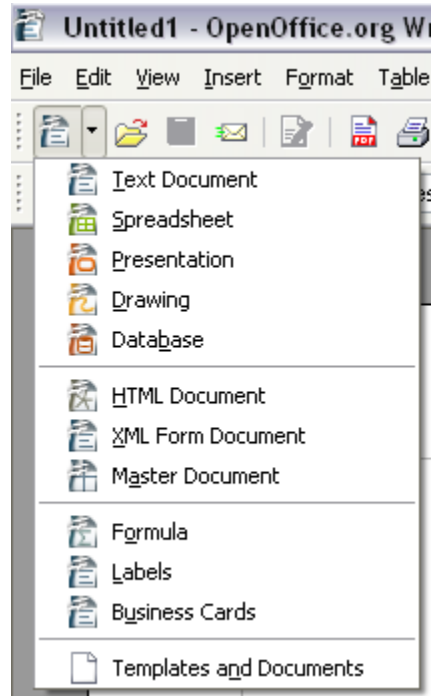 Untitled1 - OpenOffice.org W
File Edit View Insert Format Table
PDF
Text Document
Spreadsheet
Presentation
Drawing
Database
HTML Document
XML Form Document
Master Document
Formula
Labels
Business Cards
Templates and Documents